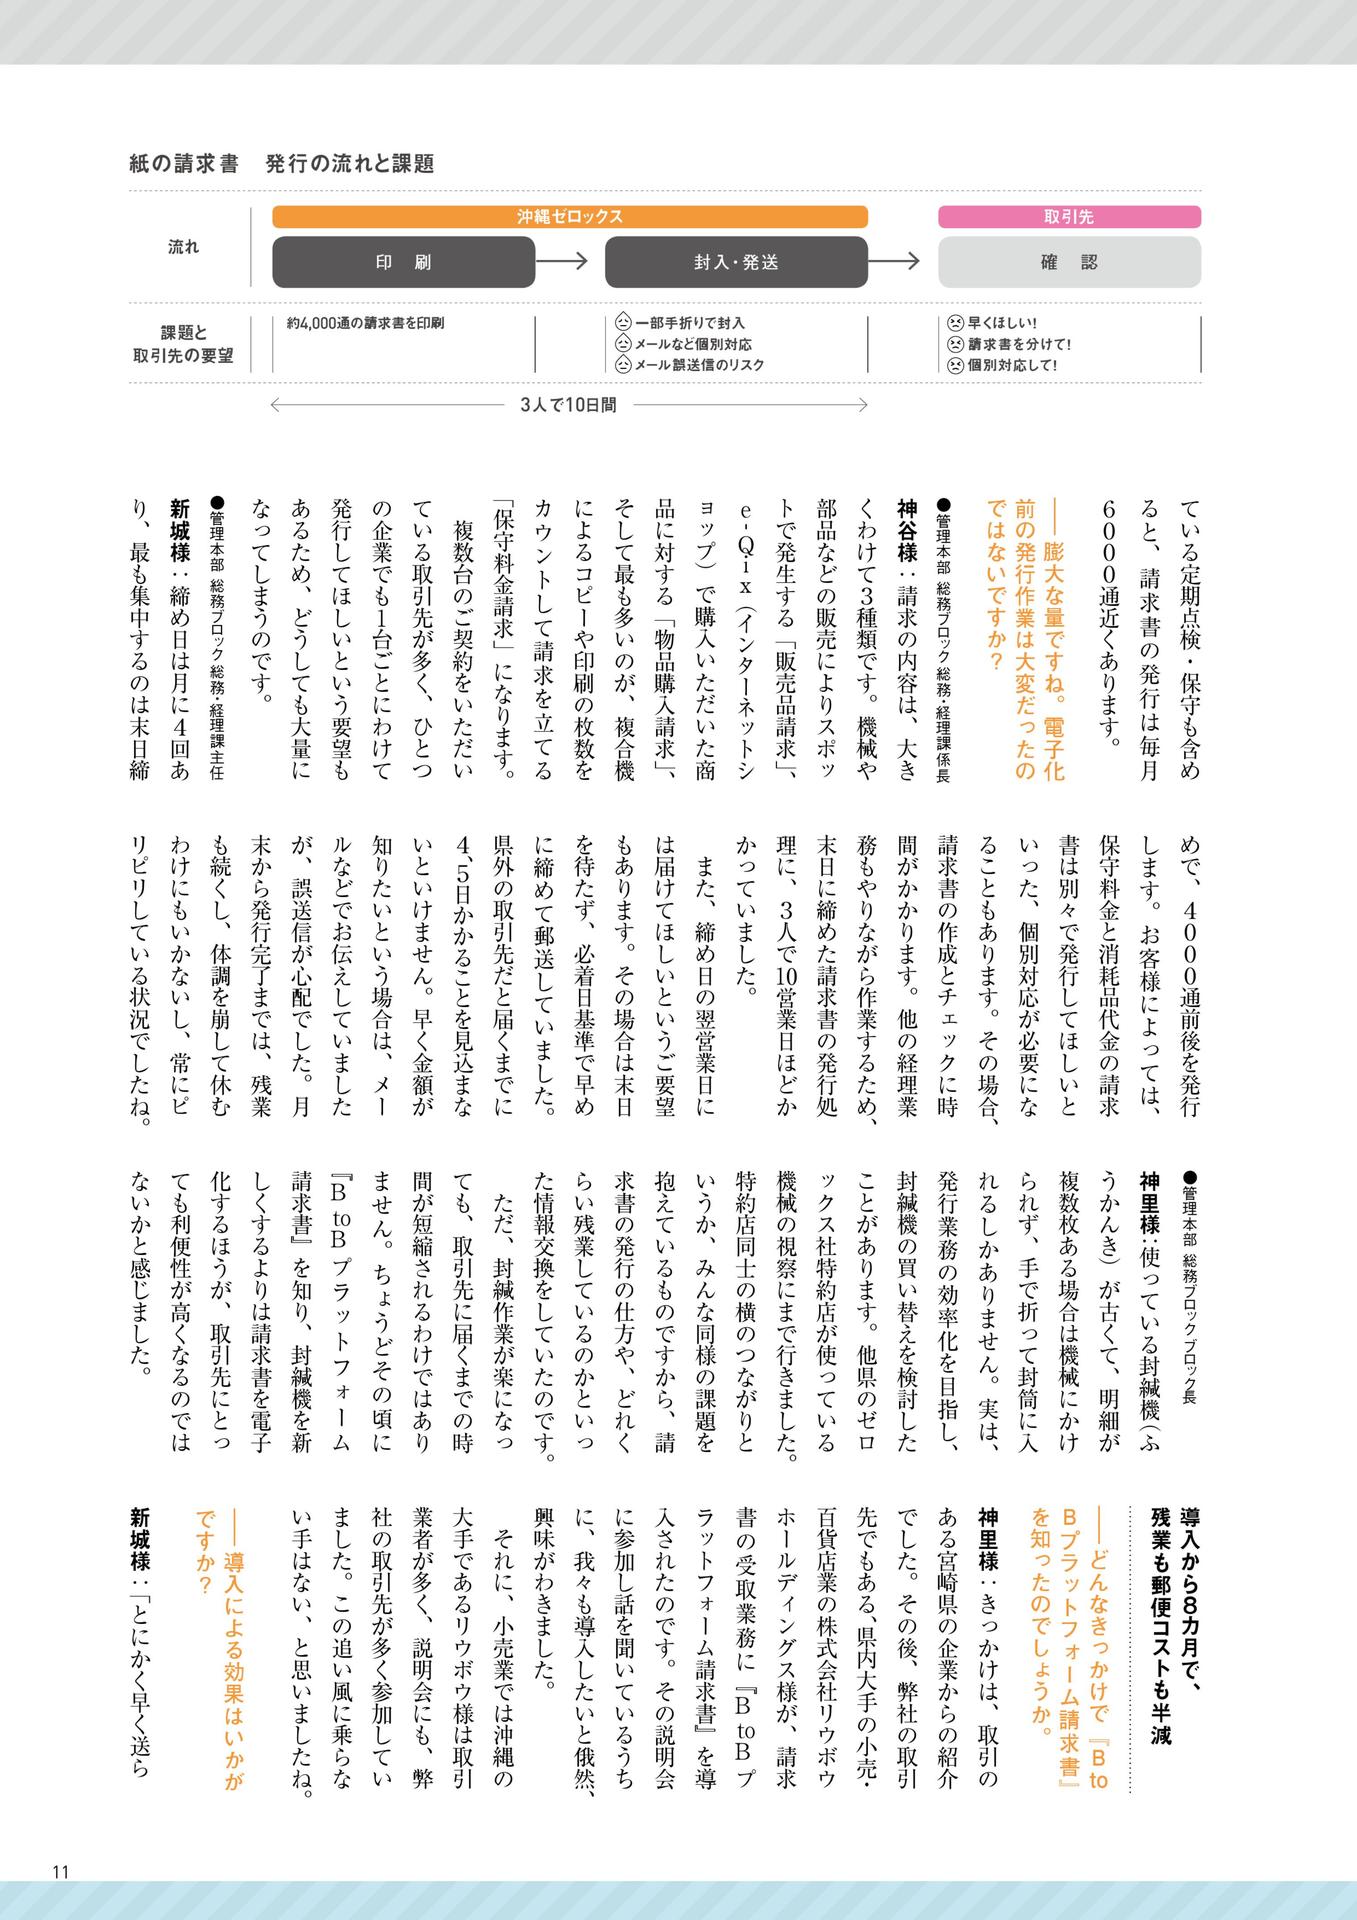 紙の請求書　発行の流れと課題
流れ
沖縄ゼロックス
取引先
印　刷
封入・発送
確　認
課題と
取引先の要望
約4,000通の請求書を印刷
一部手折りで封入
メールなど個別対応
メール誤送信のリスク
早くほしい!
請求書を分けて!
個別対応して!
3人で10日間
ている定期点検・保守も含め
ると、請求書の発行は毎月
6000通近くあります。
── 膨大な量ですね。電子化
前の発行作業は大変だったの
ではないですか？
●管理本部 総務ブロック 総務・経理課係長
神谷様：請求の内容は、大き
くわけて3種類です。機械や
部品などの販売によりスポッ
トで発生する「販売品請求」、
e-Qix（インターネットシ
ョップ）で購入いただいた商
品に対する「物品購入請求」、
そして最も多いのが、複合機
によるコピーや印刷の枚数を
カウントして請求を立てる
「保守料金請求」になります。
　複数台のご契約をいただい
ている取引先が多く、ひとつ
の企業でも1台ごとにわけて
発行してほしいという要望も
あるため、どうしても大量に
なってしまうのです。
●管理本部 総務ブロック 総務・経理課主任
新城様：締め日は月に4回あ
り、最も集中するのは末日締
めで、4000通前後を発行
します。お客様によっては、
保守料金と消耗品代金の請求
書は別々で発行してほしいと
いった、個別対応が必要にな
ることもあります。その場合、
請求書の作成とチェックに時
間がかかります。他の経理業
務もやりながら作業するため、
末日に締めた請求書の発行処
理に、3人で10営業日ほどか
かっていました。
　また、締め日の翌営業日に
は届けてほしいというご要望
もあります。その場合は末日
を待たず、必着日基準で早め
に締めて郵送していました。
県外の取引先だと届くまでに
4、5日かかることを見込まな
いといけません。早く金額が
知りたいという場合は、メー
ルなどでお伝えしていました
が、誤送信が心配でした。月
末から発行完了までは、残業
も続くし、体調を崩して休む
わけにもいかないし、常にピ
リピリしている状況でしたね。
●管理本部 総務ブロック ブロック長
神里様：使っている封緘機（ふ
うかんき）が古くて、明細が
複数枚ある場合は機械にかけ
られず、手で折って封筒に入
れるしかありません。実は、
発行業務の効率化を目指し、
封緘機の買い替えを検討した
ことがあります。他県のゼロ
ックス社特約店が使っている
機械の視察にまで行きました。
特約店同士の横のつながりと
いうか、みんな同様の課題を
抱えているものですから、請
求書の発行の仕方や、どれく
らい残業しているのかといっ
た情報交換をしていたのです。
　ただ、封緘作業が楽になっ
ても、取引先に届くまでの時
間が短縮されるわけではあり
ません。ちょうどその頃に
『B to B プラットフォーム
請求書』を知り、封緘機を新
しくするよりは請求書を電子
化するほうが、取引先にとっ
ても利便性が高くなるのでは
ないかと感じました。
導入から8カ月で、
残業も郵便コストも半減
── どんなきっかけで『B to
B プラットフォーム請求書』
を知ったのでしょうか。
神里様：きっかけは、取引の
ある宮崎県の企業からの紹介
でした。その後、弊社の取引
先でもある、県内大手の小売・
百貨店業の株式会社リウボウ
ホールディングス様が、請求
書の受取業務に『B to B プ
ラットフォーム請求書』を導
入されたのです。その説明会
に参加し話を聞いているうち
に、我々も導入したいと俄然、
興味がわきました。
　それに、小売業では沖縄の
大手であるリウボウ様は取引
業者が多く、説明会にも、弊
社の取引先が多く参加してい
ました。この追い風に乗らな
い手はない、と思いましたね。
── 導入による効果はいかが
ですか？
新城様：「とにかく早く送ら
11